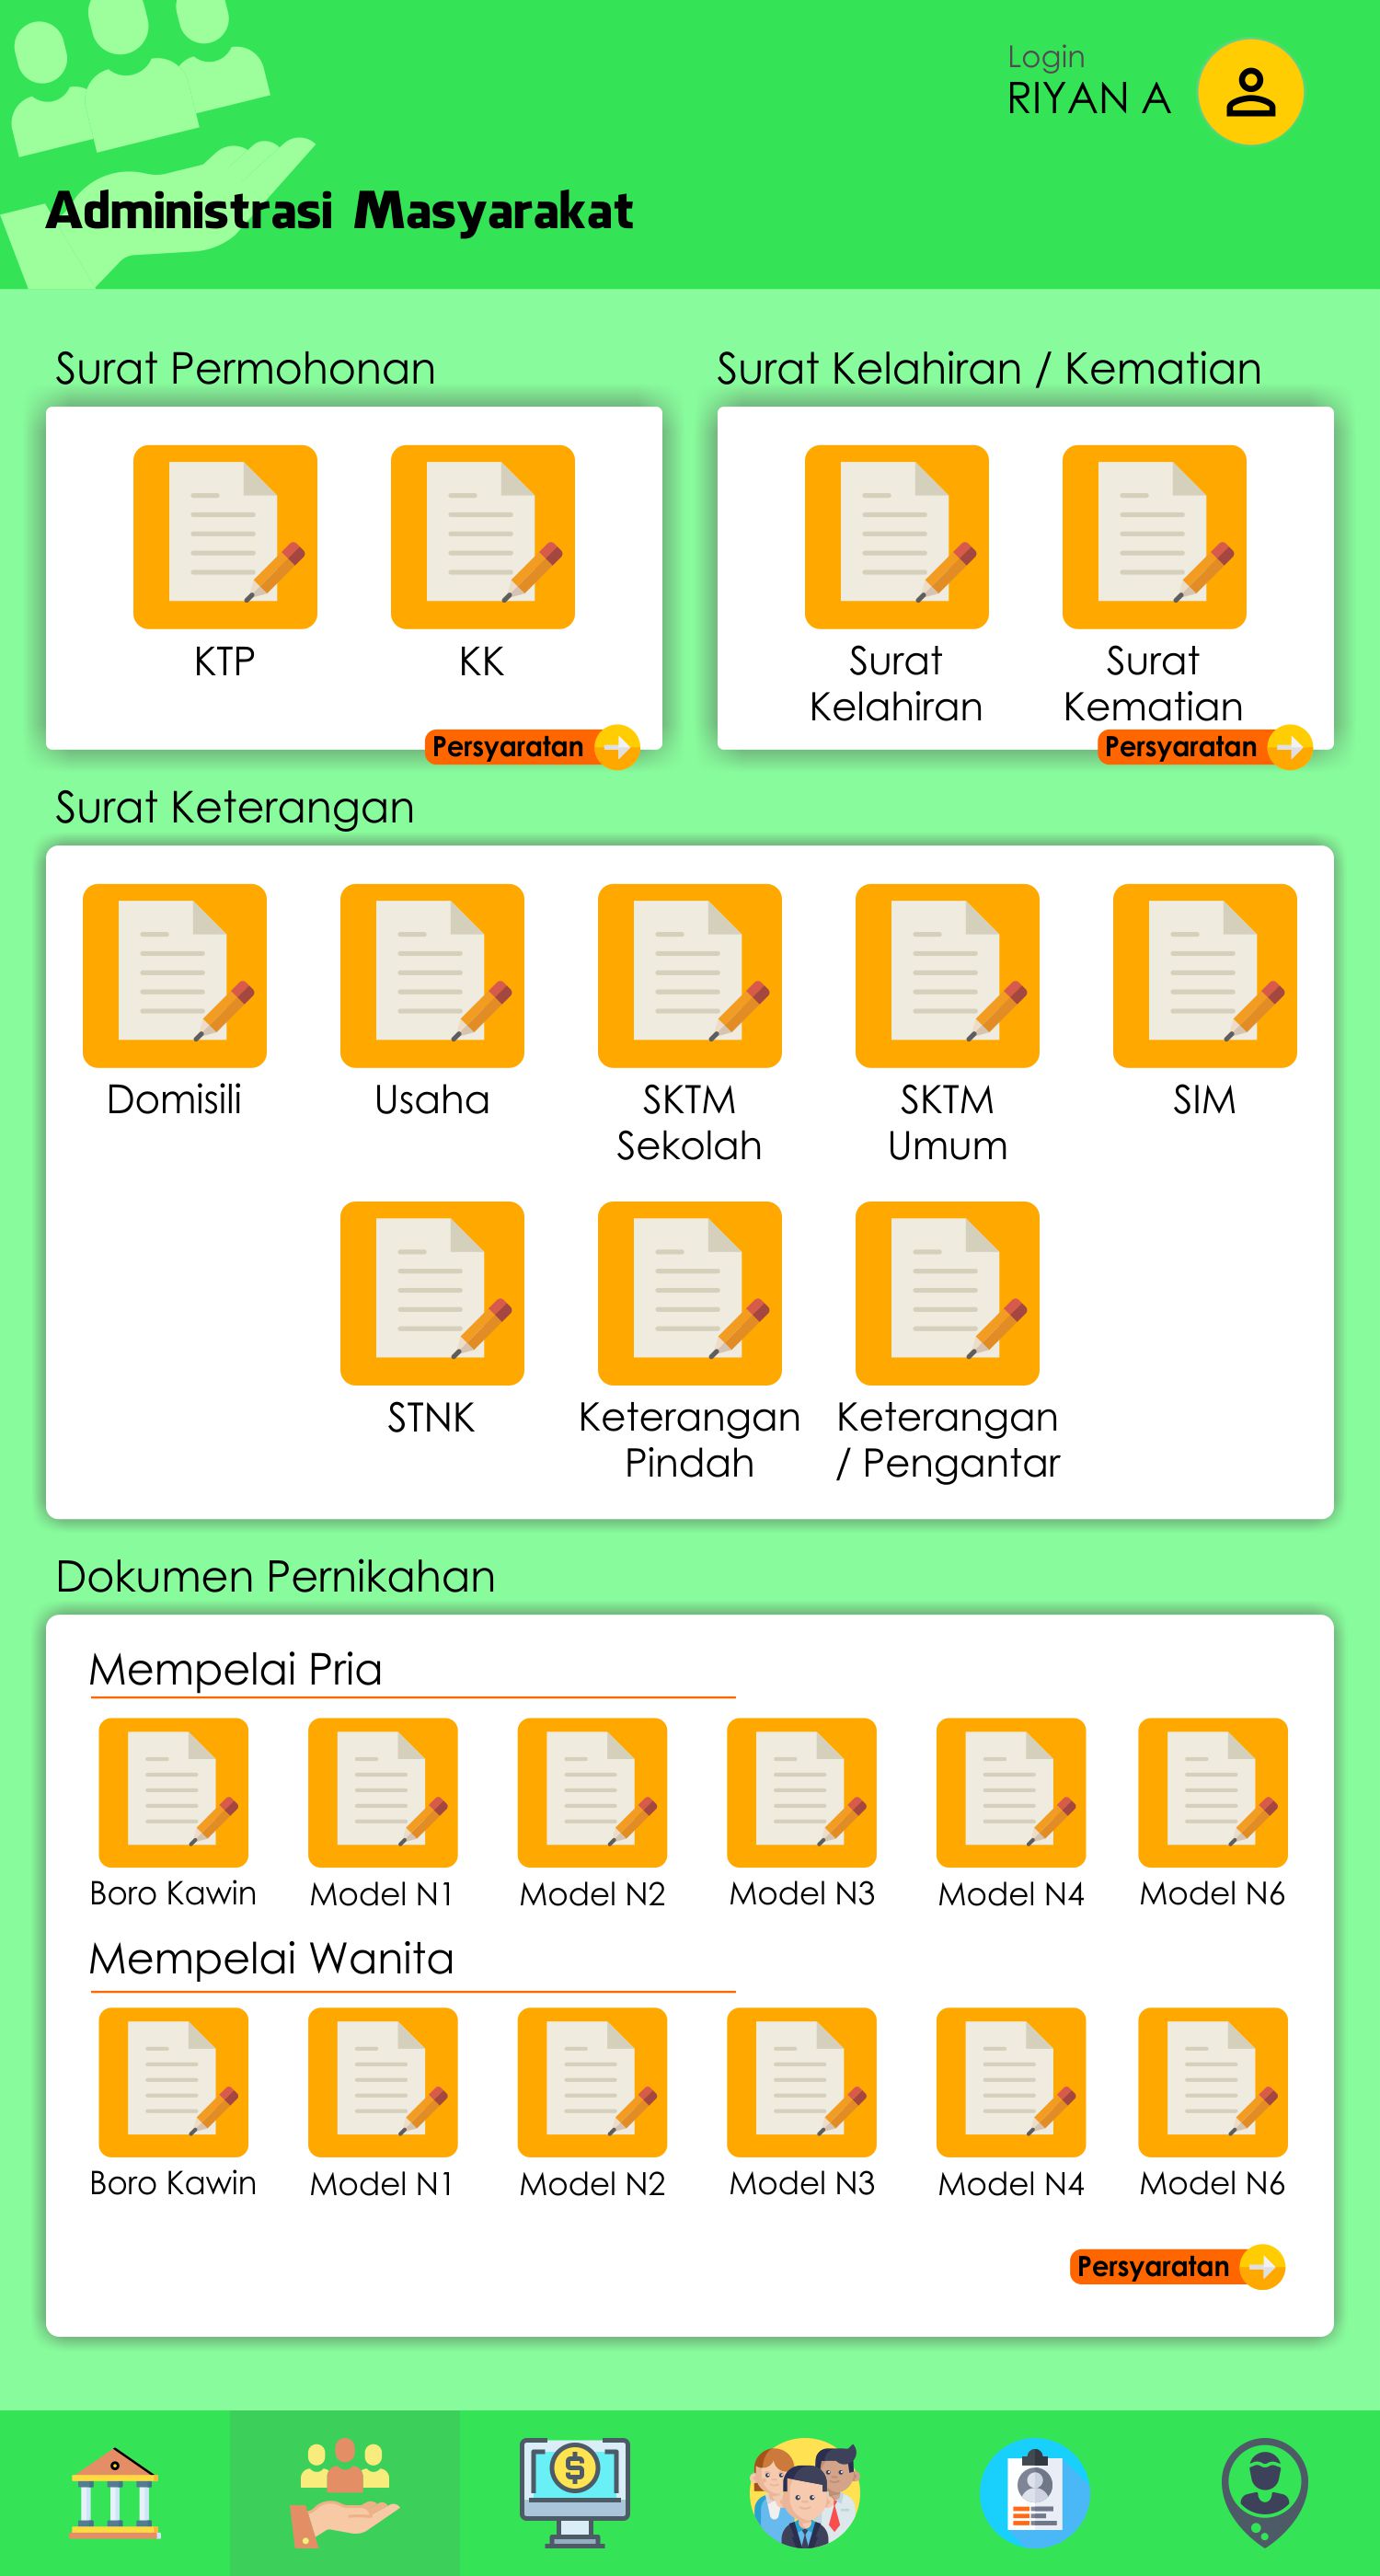 Login
RIYAN A
Administrasi Masyarakat
Surat Permohonan
Surat Kelahiran / Kematian
KTP
KK
Surat
Kelahiran
Surat
Kematian
Persyaratan
Persyaratan
Surat Keterangan
Domisili
Usaha
SKTM
Sekolah
SKTM
Umum
SIM
STNK
Keterangan
Pindah
Keterangan
/ Pengantar
Dokumen Pernikahan
Mempelai Pria
Boro Kawin
Model N1
Model N2
Model N3
Model N4
Model N6
Mempelai Wanita
Boro Kawin
Model N1
Model N2
Model N3
Model N4
Model N6
Persyaratan
$